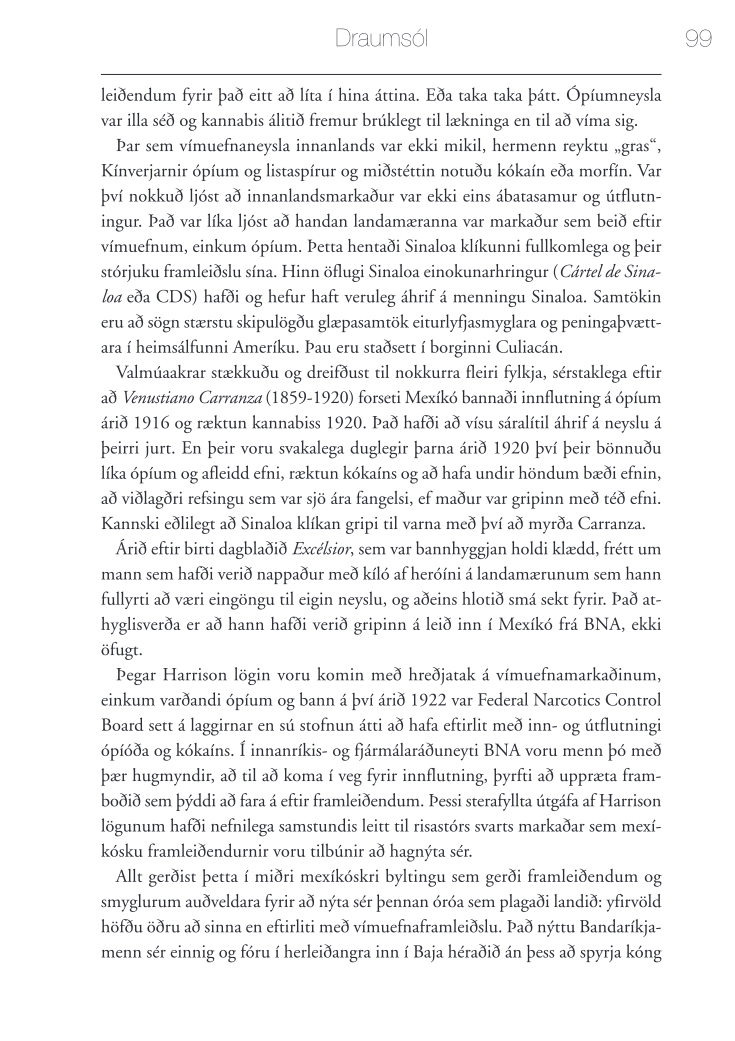 Draumsól 99
leiðendum fyrir það eitt að líta í hina áttina. Eða taka taka þátt. Ópíumneysla
var illa séð og kannabis álitið fremur brúklegt til lækninga en til að víma sig.
Þar sem vímuefnaneysla innanlands var ekki mikil, hermenn reyktu „gras“,
Kínverjarnir ópíum og listaspírur og miðstéttin notuðu kókaín eða morfín. Var
því nokkuð ljóst að innanlandsmarkaður var ekki eins ábatasamur og útflutn-
ingur. Það var líka ljóst að handan landamæranna var markaður sem beið eftir
vímuefnum, einkum ópíum. Þetta hentaði Sinaloa klíkunni fullkomlega og þeir
stórjuku framleiðslu sína. Hinn öflugi Sinaloa einokunarhringur (Cártel de Sina-
loa eða CDS) hafði og hefur haft veruleg áhrif á menningu Sinaloa. Samtökin
eru að sögn stærstu skipulögðu glæpasamtök eiturlyfjasmyglara og peningaþvætt-
ara í heimsálfunni Ameríku. Þau eru staðsett í borginni Culiacán.
Valmúaakrar stækkuðu og dreifðust til nokkurra fleiri fylkja, sérstaklega eftir
að Venustiano Carranza (1859-1920) forseti Mexíkó bannaði innflutning á ópíum
árið 1916 og ræktun kannabiss 1920. Það hafði að vísu sáralítil áhrif á neyslu á
þeirri jurt. En þeir voru svakalega duglegir þarna árið 1920 því þeir bönnuðu
líka ópíum og afleidd efni, ræktun kókaíns og að hafa undir höndum bæði efnin,
að viðlagðri refsingu sem var sjö ára fangelsi, ef maður var gripinn með téð efni.
Kannski eðlilegt að Sinaloa klíkan gripi til varna með því að myrða Carranza.
Árið eftir birti dagblaðið Excélsior, sem var bannhyggjan holdi klædd, frétt um
mann sem hafði verið nappaður með kíló af heróíni á landamærunum sem hann
fullyrti að væri eingöngu til eigin neyslu, og aðeins hlotið smá sekt fyrir. Það at-
hyglisverða er að hann hafði verið gripinn á leið inn í Mexíkó frá BNA, ekki
öfugt.
Þegar Harrison lögin voru komin með hreðjatak á vímuefnamarkaðinum,
einkum varðandi ópíum og bann á því árið 1922 var Federal Narcotics Control
Board sett á laggirnar en sú stofnun átti að hafa eftirlit með inn- og útflutningi
ópíóða og kókaíns. Í innanríkis- og fjármálaráðuneyti BNA voru menn þó með
þær hugmyndir, að til að koma í veg fyrir innflutning, þyrfti að uppræta fram-
boðið sem þýddi að fara á eftir framleiðendum. Þessi sterafyllta útgáfa af Harrison
lögunum hafði nefnilega samstundis leitt til risastórs svarts markaðar sem mexí-
kósku framleiðendurnir voru tilbúnir að hagnýta sér.
Allt gerðist þetta í miðri mexíkóskri byltingu sem gerði framleiðendum og
smyglurum auðveldara fyrir að nýta sér þennan óróa sem plagaði landið: yfirvöld
höfðu öðru að sinna en eftirliti með vímuefnaframleiðslu. Það nýttu Bandaríkja-
menn sér einnig og fóru í herleiðangra inn í Baja héraðið án þess að spyrja kóng